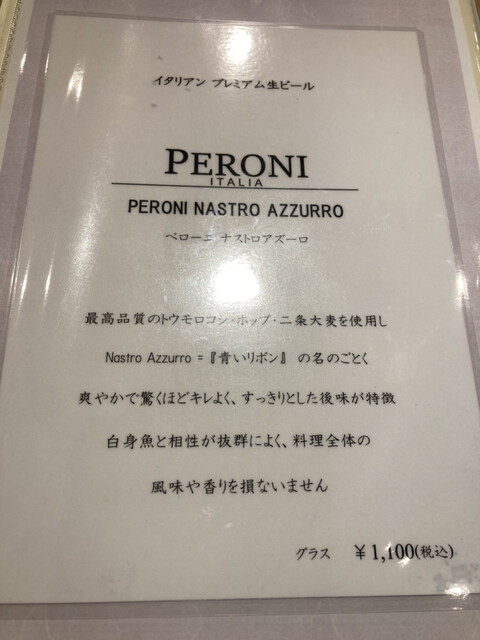 イタリアン プレミアム生ビール
PERONI
ITALIA
PERONI NASTRO AZZURRO
ペローニ ナストロアズーロ
最高品質のトウモロコシ・ホップ・二条大麦を使用し
Nastro Azzurro = 『青いリボン』 の名のごとく
爽やかで驚くほどキレよく、すっきりとした後味が特徴
白身魚と相性が抜群によく、料理全体の
風味や香りを損ないません
グラス ￥1,100(税込)